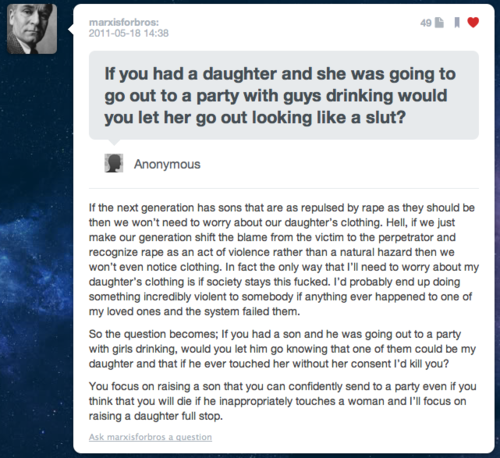 marxisforbros:
49
2011-05-18 14:38
If you had a daughter and she was going to
go out to a party with guys drinking would
you let her go out looking like a slut?
Anonymous
If the next generation has sons that are as repulsed by rape as they should be
then we won't need to worry about our daughter's clothing. Hell, if we just
make our generation shift the blame from the victim to the perpetrator and
recognize rape as an act of violence rather than a natural hazard then we
won't even notice clothing. In fact the only way that I'll need to worry about my
daughter's clothing is if society stays this fucked. I'd probably end up doing
something incredibly violent to somebody if anything ever happened to one of
my loved ones and the system failed them.
So the question becomes; If you had a son and he was going out to a party
with girls drinking, would you let him go knowing that one of them could be my
daughter and that if he ever touched her without her consent I'd kill you?
You focus on raising a son that you can confidently send to a party even if you
think that you will die if he inappropriately touches a woman and I'll focus on
raising a daughter full stop.
Ask marxisforbros a question